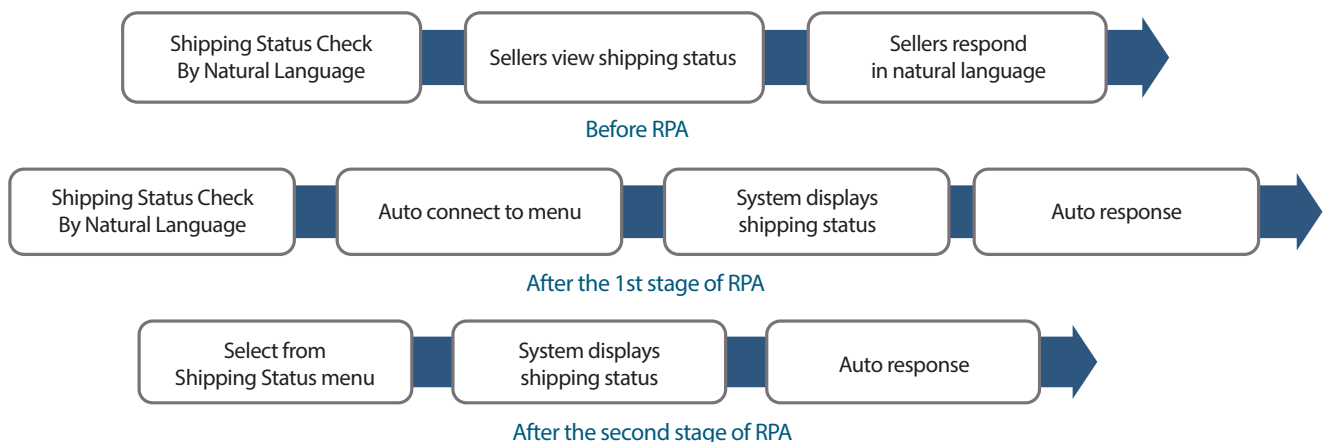 Shipping Status Check
By Natural Language
Sellers view shipping status
Sellers respond
in natural language
Before RPA
Shipping Status Check
By Natural Language
Auto connect to menu
System displays
shipping status
Auto response
After the 1st stage of RPA
Select from
Shipping Status menu
System displays
shipping status
Auto response
After the second stage of RPA